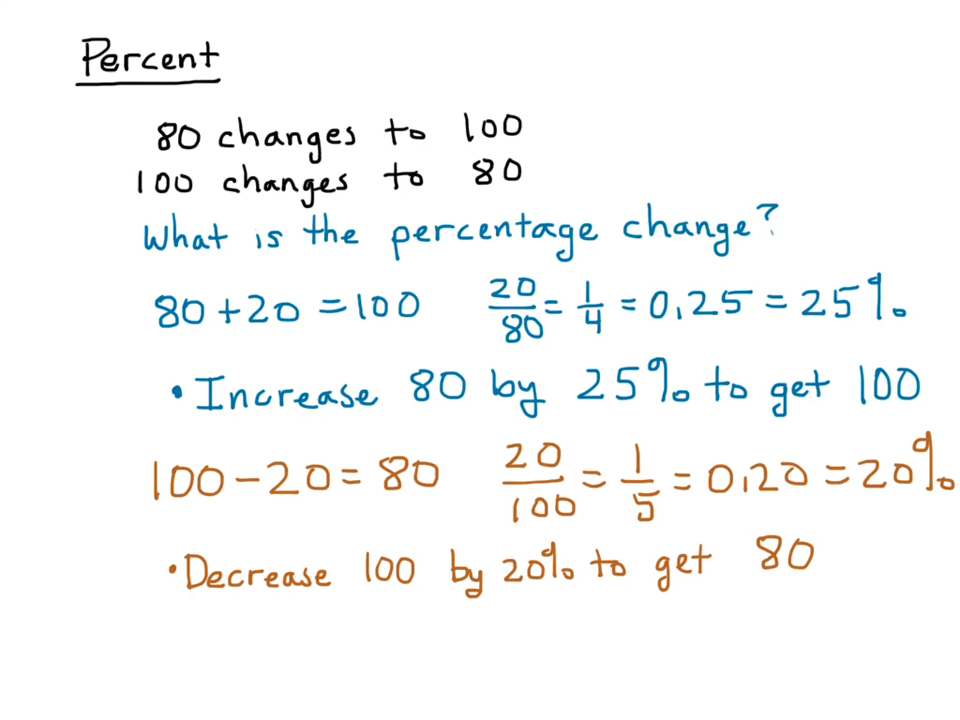 Percent
80 changes to 100
100 changes to 80
What is the percentage change?
80 + 20 = 100 20/80 = 1/4 = 0.25 = 25%
• Increase 80 by 25% to get 100
100 - 20 = 80 20/100 = 1/5 = 0.20 = 20%
• Decrease 100 by 20% to get 80